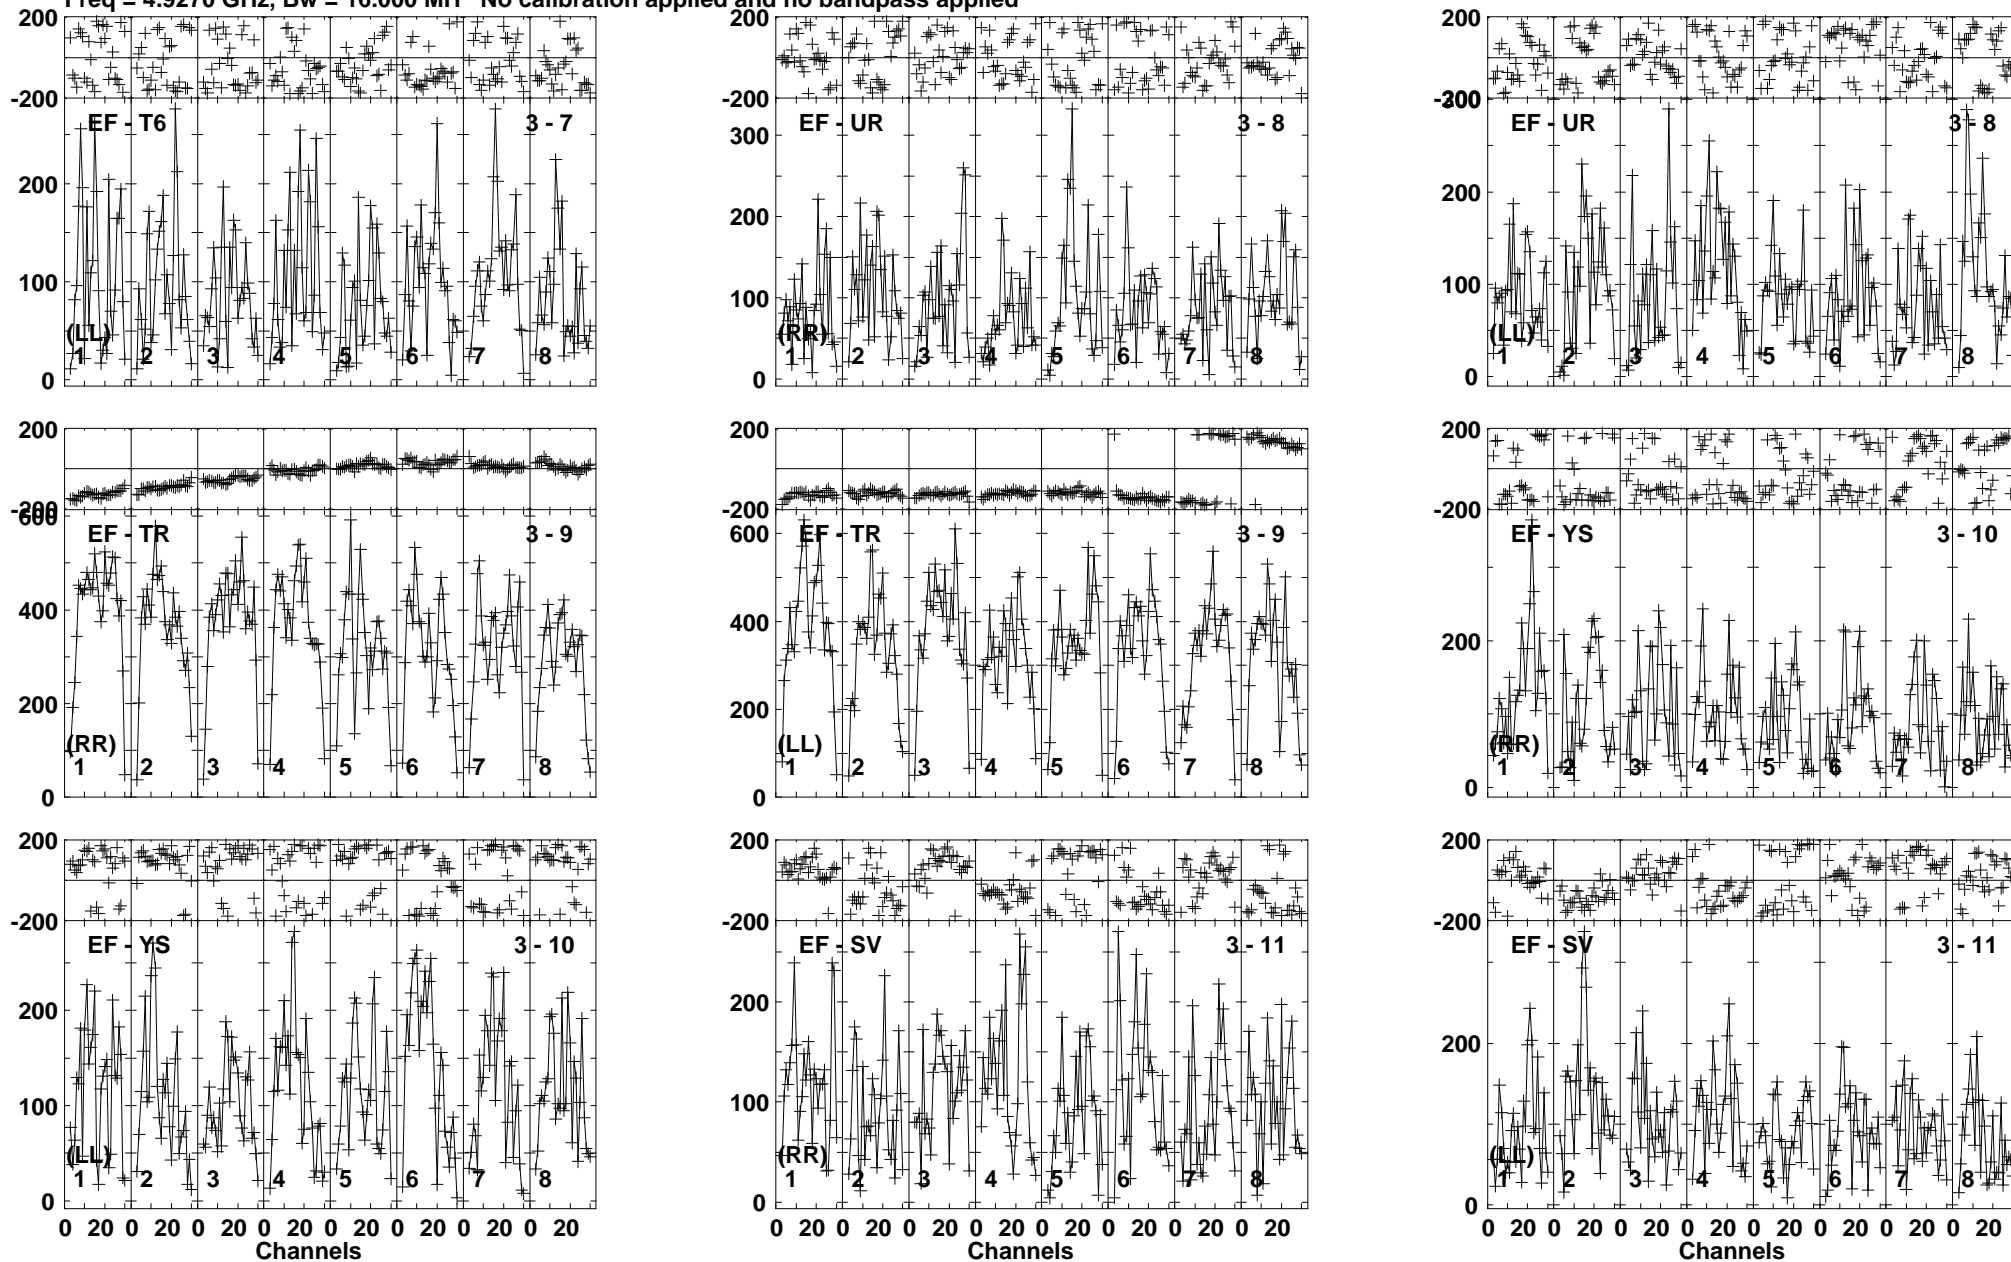 Freq = 4.9270 GHz, Bw = 16.000 MH No calibration applied and no bandpass applied
200 200 200
-200 -200 -200
300
EF - T6 3 - 7 EF - UR 3 - 8 EF - UR 3 - 8
300
200 200 200
100 100 100
(LL) (RR) (LL)
1 2 3 4 5 6 7 8 1 2 3 4 5 6 7 8 1 2 3 4 5 6 7 8
0 0 0
200 200 200
-200 -200 -200
600
EF - TR 3 - 9 EF - TR 3 - 9 EF - YS 3 - 10
600
400 400
200
200 200
(RR) (LL) (RR)
1 2 3 4 5 6 7 8 1 2 3 4 5 6 7 8 1 2 3 4 5 6 7 8
0 0 0
200 200 200
-200 -200 -200
EF - YS 3 - 10 EF - SV 3 - 11 EF - SV 3 - 11
200 200 200
100 100
(LL) (RR) (LL)
1 2 3 4 5 6 7 8 1 2 3 4 5 6 7 8 1 2 3 4 5 6 7 8
0 0 0
0 20 0 20 0 20 0 20 0 20 0 20 0 20 0 20 0 20 0 20 0 20 0 20 0 20 0 20 0 20 0 20 0 20 0 20 0 20 0 20 0 20 0 20 0 20 0 20
Channels Channels Channels